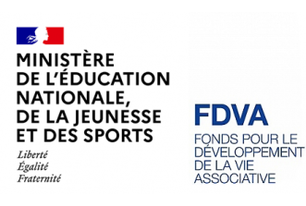 MINISTÈRE
DE L'ÉDUCATION
NATIONALE,
DE LA JEUNESSE
ET DES SPORTS
Liberté
Égalité
Fraternité
FDVA
FONDS POUR LE
DÉVELOPPEMENT
DE LA VIE
ASSOCIATIVE